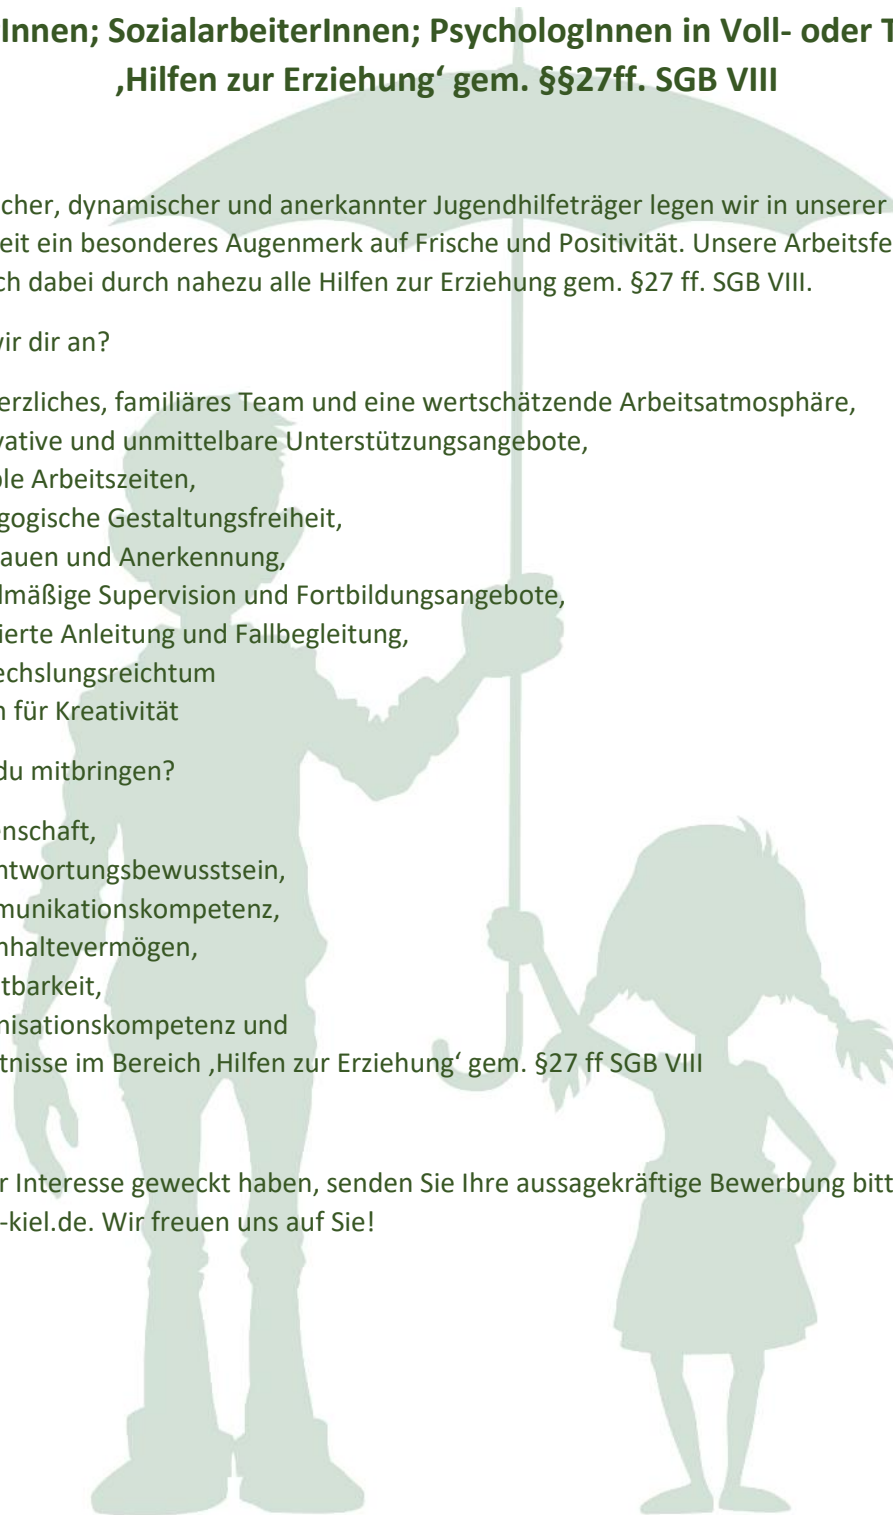 Innen; SozialarbeiterInnen; PsychologInnen in Voll- oder T
‚Hilfen zur Erziehung‘ gem. §§27ff. SGB VIII
cher, dynamischer und anerkannter Jugendhilfeträger legen wir in unserer
eit ein besonderes Augenmerk auf Frische und Positivität. Unsere Arbeitsfe
ch dabei durch nahezu alle Hilfen zur Erziehung gem. §27 ff. SGB VIII.
wir dir an?
erzliches, familiäres Team und eine wertschätzende Arbeitsatmosphäre,
vative und unmittelbare Unterstützungsangebote,
ble Arbeitszeiten,
gogische Gestaltungsfreiheit,
auen und Anerkennung,
lmäßige Supervision und Fortbildungsangebote,
ierte Anleitung und Fallbegleitung,
echslungsreichtum
n für Kreativität
du mitbringen?
enschaft,
ntwortungsbewusstsein,
munikationskompetenz,
nhaltevermögen,
tbarkeit,
nisationskompetenz und
tnisse im Bereich ‚Hilfen zur Erziehung‘ gem. §27 ff SGB VIII
r Interesse geweckt haben, senden Sie Ihre aussagekräftige Bewerbung bitt
-kiel.de. Wir freuen uns auf Sie!